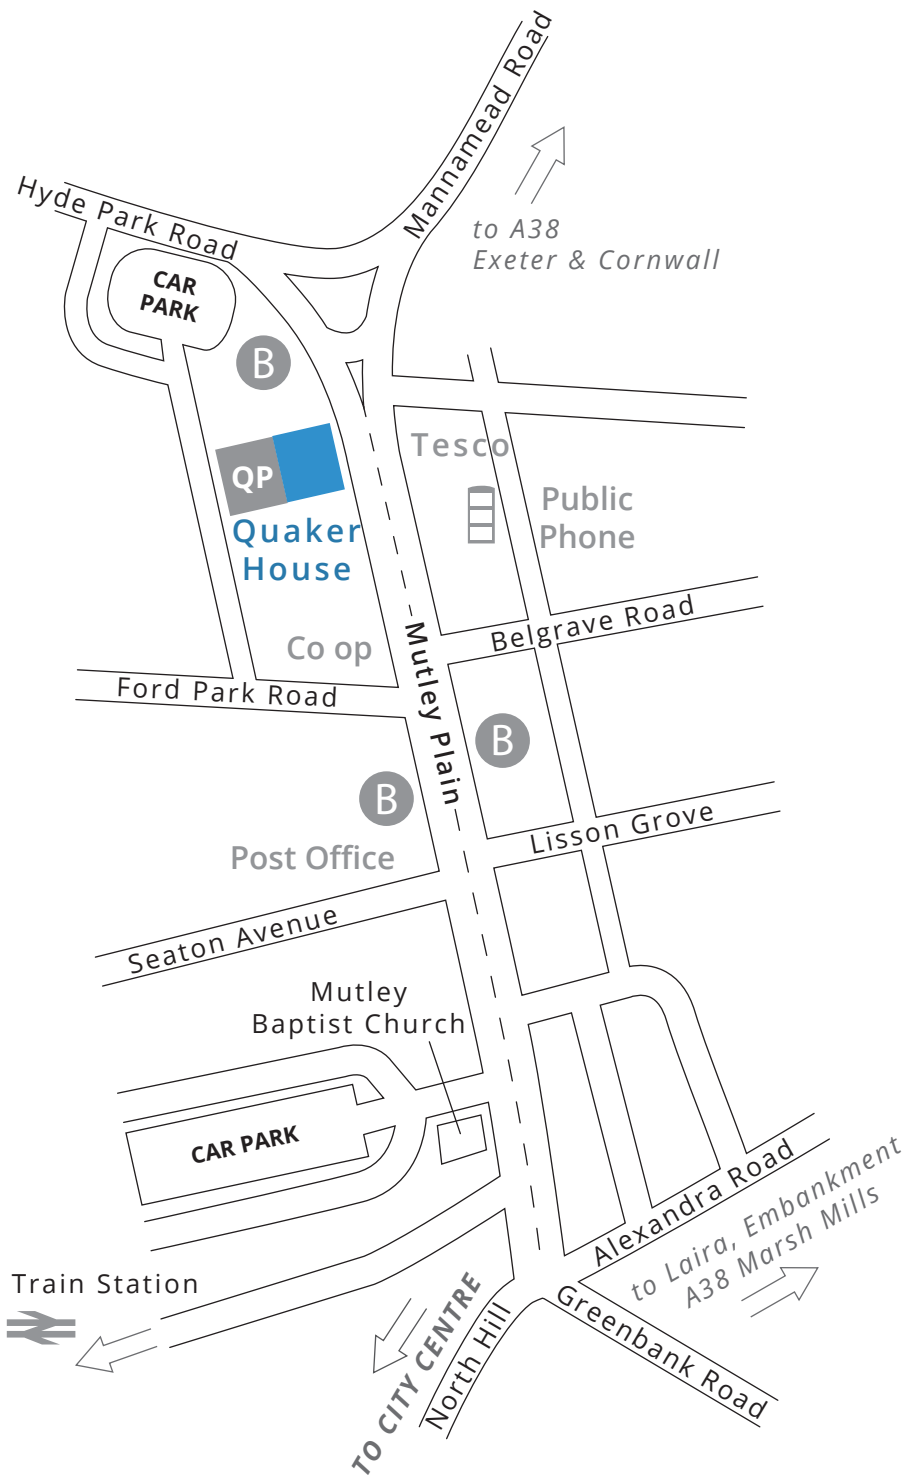 Mannamead Road
Hyde Park Road
to A38
Exeter & Cornwall
CAR
PARK
B
Tesco
QP
Public
Phone
Quaker
House
Belgrave Road
Co op
Mutley Plain
Ford Park Road
B
B
Lisson Grove
Post Office
Seaton Avenue
Mutley
Baptist Church
CAR PARK
Alexandra Road
to Laira, Embankment
A38 Marsh Mills
Train Station
TO CITY CENTRE
North Hill
Greenbank Road